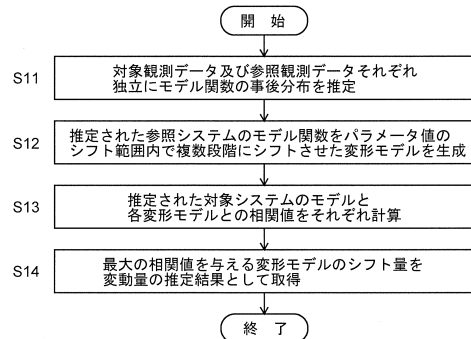 開　始
S11
対象観測データ及び参照観測データそれぞれ
独立にモデル関数の事後分布を推定
S12
推定された参照システムのモデル関数をパラメータ値の
シフト範囲内で複数段階にシフトさせた変形モデルを生成
S13
推定された対象システムのモデルと
各変形モデルとの相関値をそれぞれ計算
S14
最大の相関値を与える変形モデルのシフト量を
変動量の推定結果として取得
終　了